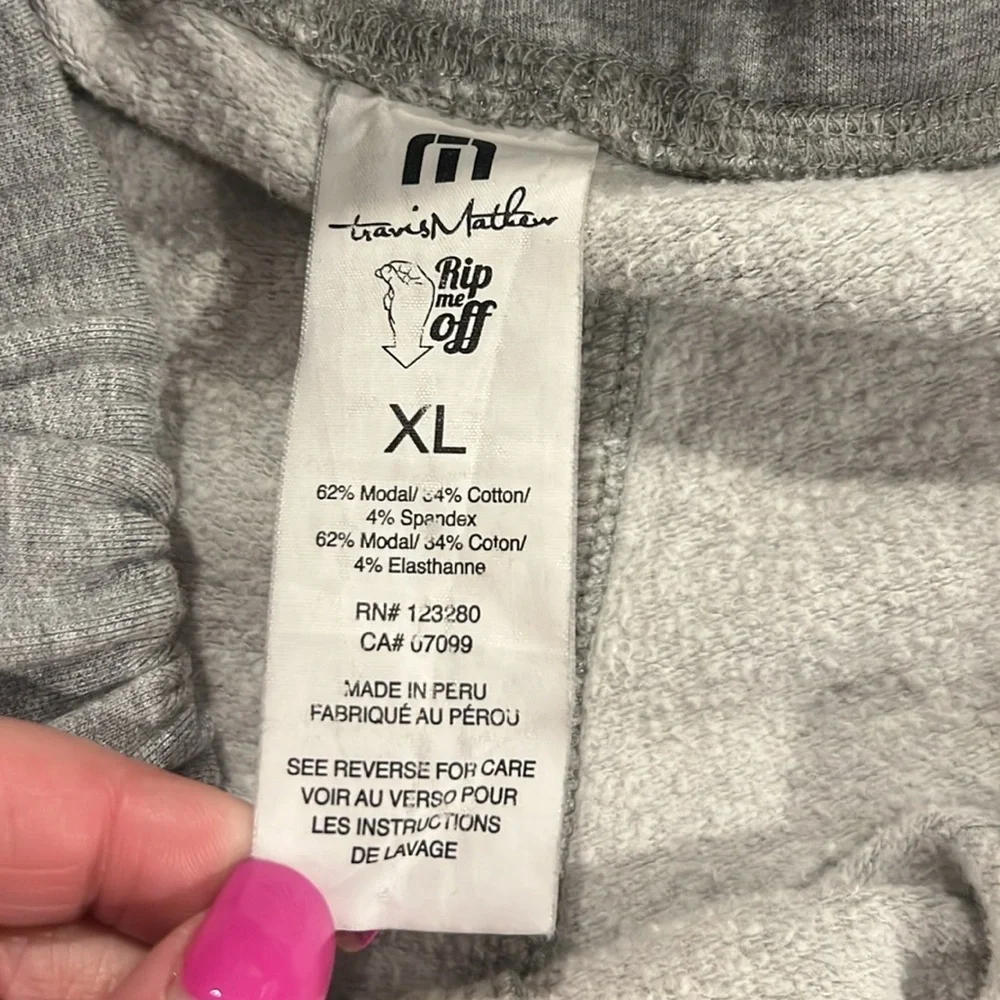 m
travisMathew
Rip
me
off
XL
62% Modal/ 34% Cotton/
4% Spandex
62% Modal/ 34% Coton/
4% Elasthanne
RN# 123280
CA# 07099
MADE IN PERU
FABRIQUÉ AU PÉROU
SEE REVERSE FOR CARE
VOIR AU VERSO POUR
LES INSTRUCTIONS
DE LAVAGE